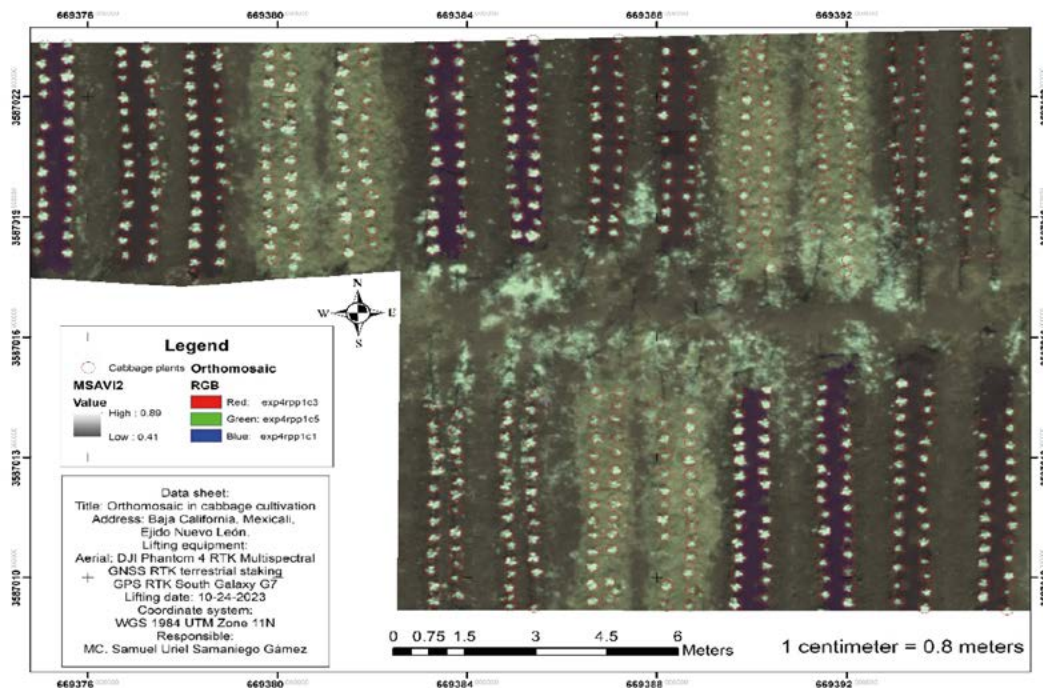 669376 669380 669384 669388 669392
3587022
3587019
3587016
3587013
3587010
N
W E
S
Legend
Cabbage plants
MSAVI2
Value
High : 0.89
Low : 0.41
Orthomosaic
RGB
Red: exp4rpp1c3
Green: exp4rpp1c5
Blue: exp4rpp1c1
Data sheet:
Title: Orthomosaic in cabbage cultivation
Address: Baja California, Mexicali,
Ejido Nuevo León.
Lifting equipment:
Aerial: DJI Phantom 4 RTK Multispectral
GNSS RTK terrestrial staking
GPS RTK South Galaxy G7
Lifting date: 10-24-2023
Coordinate system:
WGS 1984 UTM Zone 11N
Responsible:
MC. Samuel Uriel Samaniego Gámez
0 0.75 1.5 3 4.5 6
Meters
1 centimeter = 0.8 meters
669376 669380 669384 669388 669392